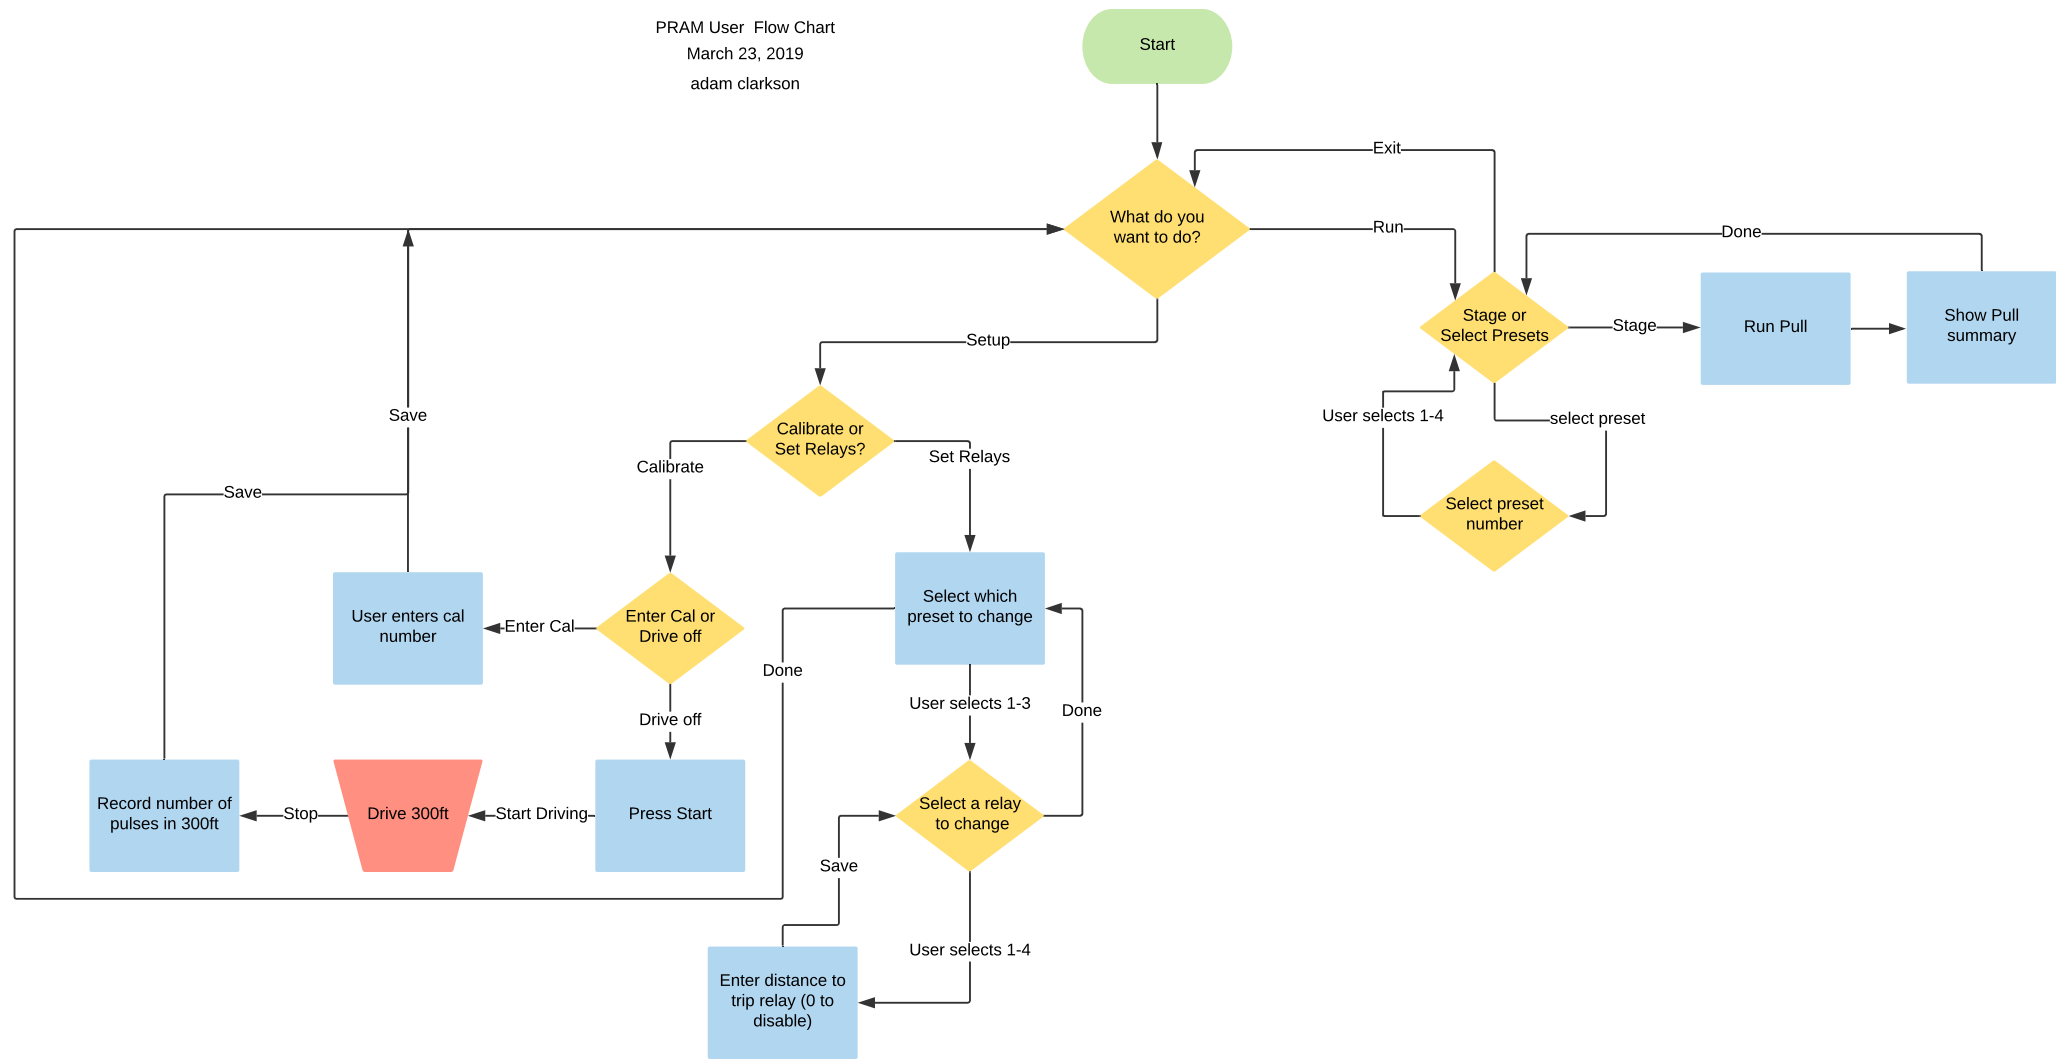 PRAM User  Flow Chart
March 23, 2019
adam clarkson
Start
Exit
What do you
want to do?
Run
Done
Stage or
Select Presets
Stage
Run Pull
Show Pull
summary
Setup
User selects 1-4
select preset
Select preset
number
Save
Calibrate or
Set Relays?
Calibrate
Set Relays
Save
User enters cal
number
Enter Cal
Enter Cal or
Drive off
Select which
preset to change
Done
User selects 1-3
Done
Drive off
Record number of
pulses in 300ft
Stop
Drive 300ft
Start Driving
Press Start
Select a relay
to change
Save
User selects 1-4
Enter distance to
trip relay (0 to
disable)